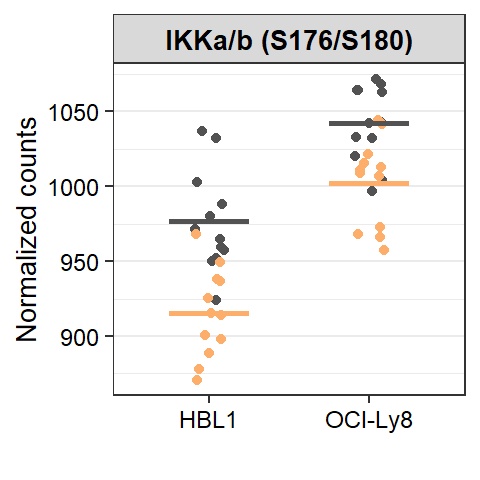 IKKa/b (S176/S180)
Normalized counts
1050
1000
950
900
HBL1
OCI-Ly8